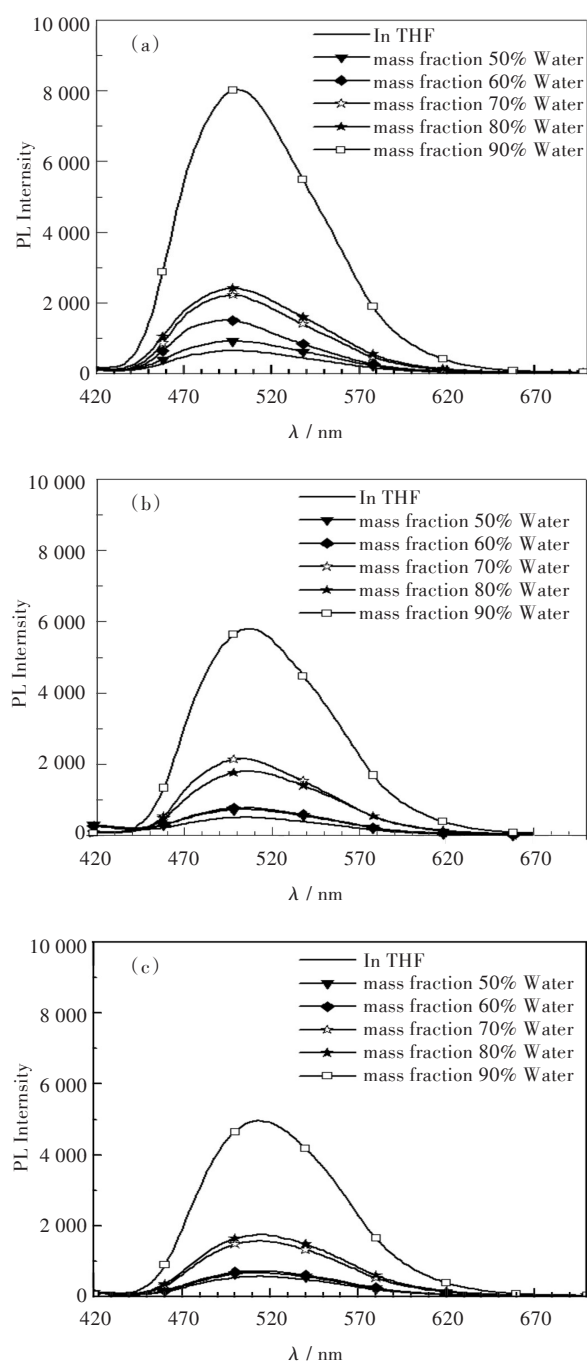 10 000
(a)
In THF
mass fraction 50% Water
mass fraction 60% Water
mass fraction 70% Water
mass fraction 80% Water
mass fraction 90% Water
8 000
6 000
4 000
2 000
0
PL Internsity
420 470 520 570 620 670
λ / nm
10 000
(b)
In THF
mass fraction 50% Water
mass fraction 60% Water
mass fraction 70% Water
mass fraction 80% Water
mass fraction 90% Water
8 000
6 000
4 000
2 000
0
PL Internsity
420 470 520 570 620 670
λ / nm
10 000
(c)
In THF
mass fraction 50% Water
mass fraction 60% Water
mass fraction 70% Water
mass fraction 80% Water
mass fraction 90% Water
8 000
6 000
4 000
2 000
0
PL Internsity
420 470 520 570 620 670
λ / nm